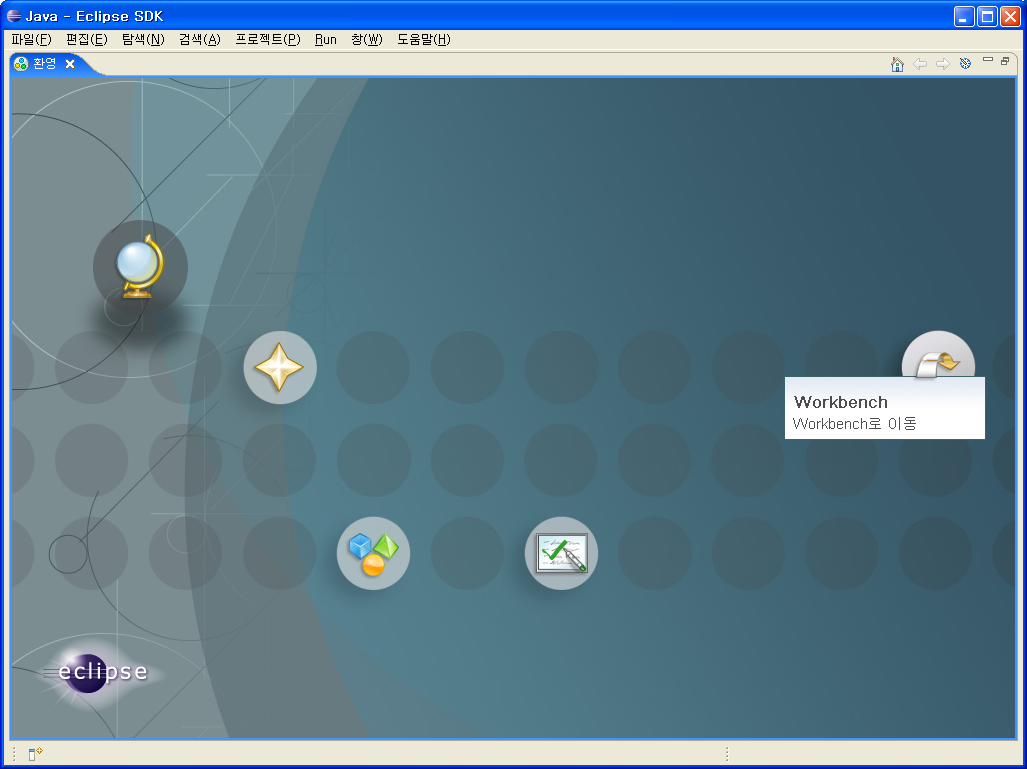 Java - Eclipse SDK
파일(F) 편집(E) 탐색(N) 검색(A) 프로젝트(P) Run 창(W) 도움말(H)
환영
Workbench
Workbench로 이동
eclipse